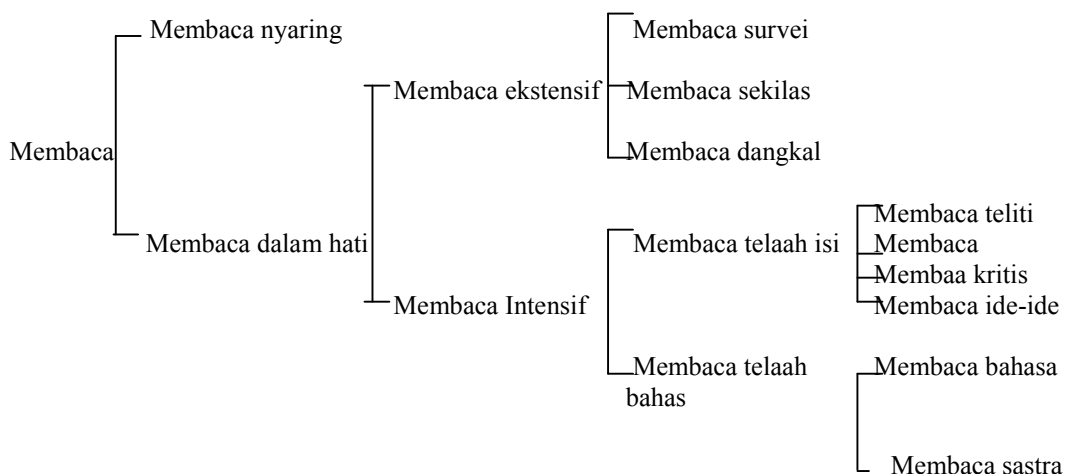 Membaca nyaring
Membaca survei
Membaca ekstensif
Membaca sekilas
Membaca
Membaca dangkal
Membaca dalam hati
Membaca telaah isi
Membaca teliti
Membaca
Membaa kritis
Membaca ide-ide
Membaca Intensif
Membaca telaah
bahas
Membaca bahasa
Membaca sastra